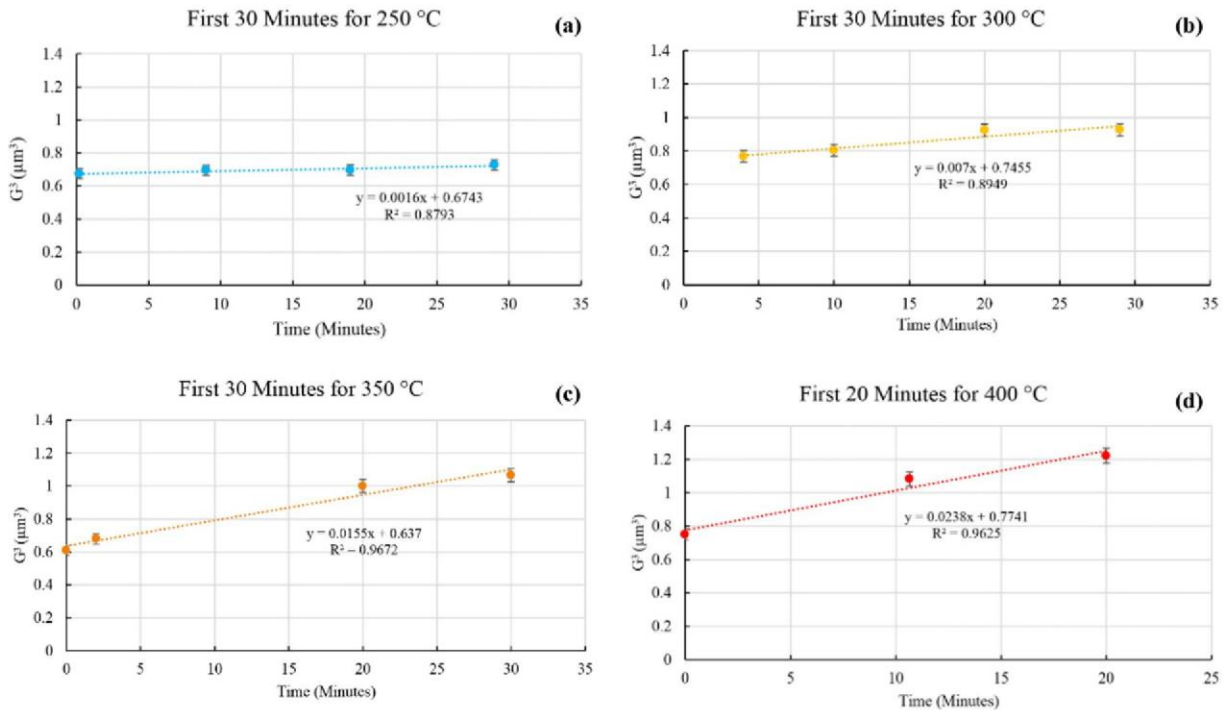 First 30 Minutes for 250 °C
(a)
1.4
1.2
1
0.8
0.6
0.4
0.2
0
G³ (µm³)
y = 0.0016x + 0.6743
R² = 0.8793
0 5 10 15 20 25 30 35
Time (Minutes)
First 30 Minutes for 300 °C
(b)
1.4
1.2
1
0.8
0.6
0.4
0.2
0
G³ (µm³)
y = 0.007x + 0.7455
R² = 0.8949
0 5 10 15 20 25 30 35
Time (Minutes)
First 30 Minutes for 350 °C
(c)
1.4
1.2
1
0.8
0.6
0.4
0.2
0
G³ (µm³)
y = 0.0155x + 0.637
R² = 0.9672
0 5 10 15 20 25 30 35
Time (Minutes)
First 20 Minutes for 400 °C
(d)
1.4
1.2
1
0.8
0.6
0.4
0.2
0
G³ (µm³)
y = 0.0238x + 0.7741
R² = 0.9625
0 5 10 15 20 25
Time (Minutes)